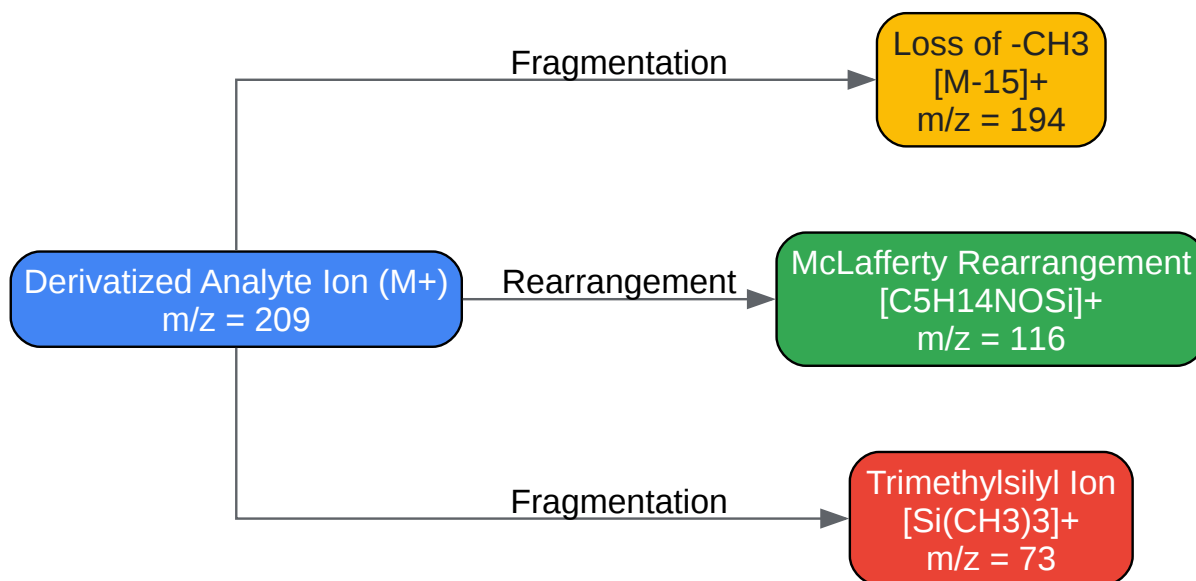 Fragmentation
Loss of -CH3
[M-15]+
m/z = 194
Derivatized Analyte Ion (M+)
m/z = 209
Rearrangement
McLafferty Rearrangement
[C5H14NOSi]+
m/z = 116
Fragmentation
Trimethylsilyl Ion
[Si(CH3)3]+
m/z = 73